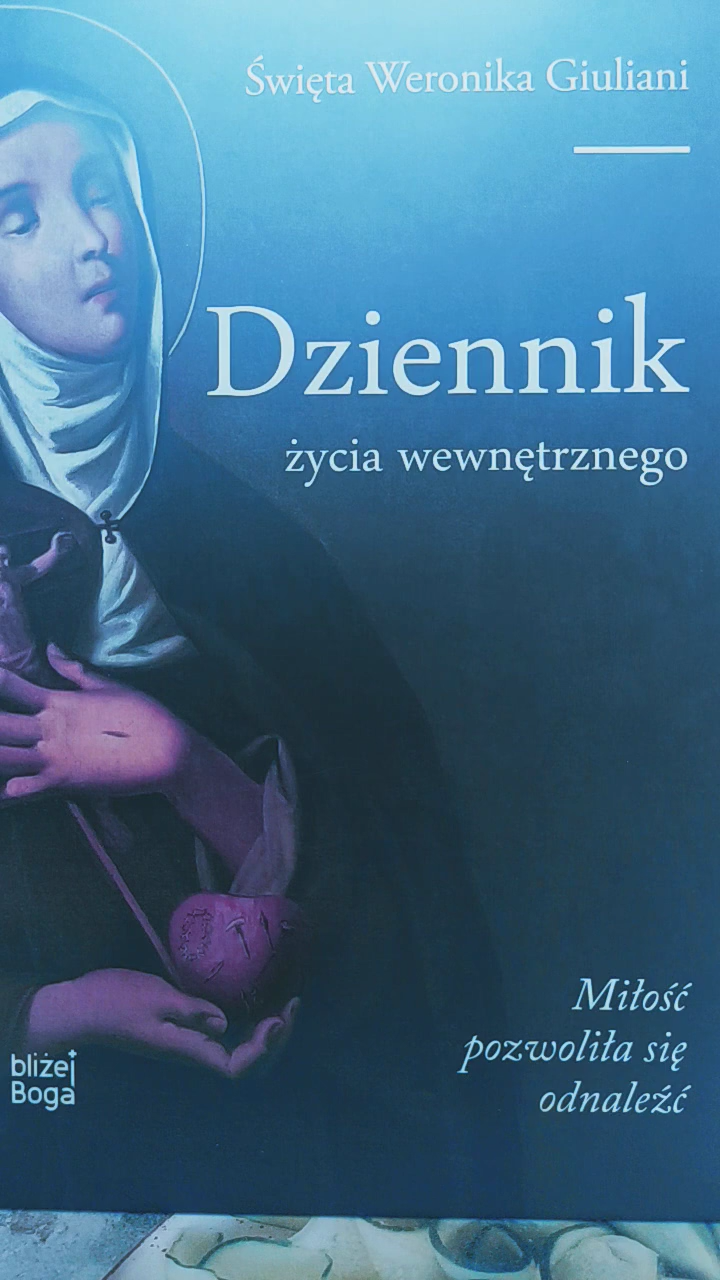 Święta Weronika Giuliani
Dziennik
życia wewnętrznego
Miłość
pozwoliła się
odnaleźć
bliżej
Boga